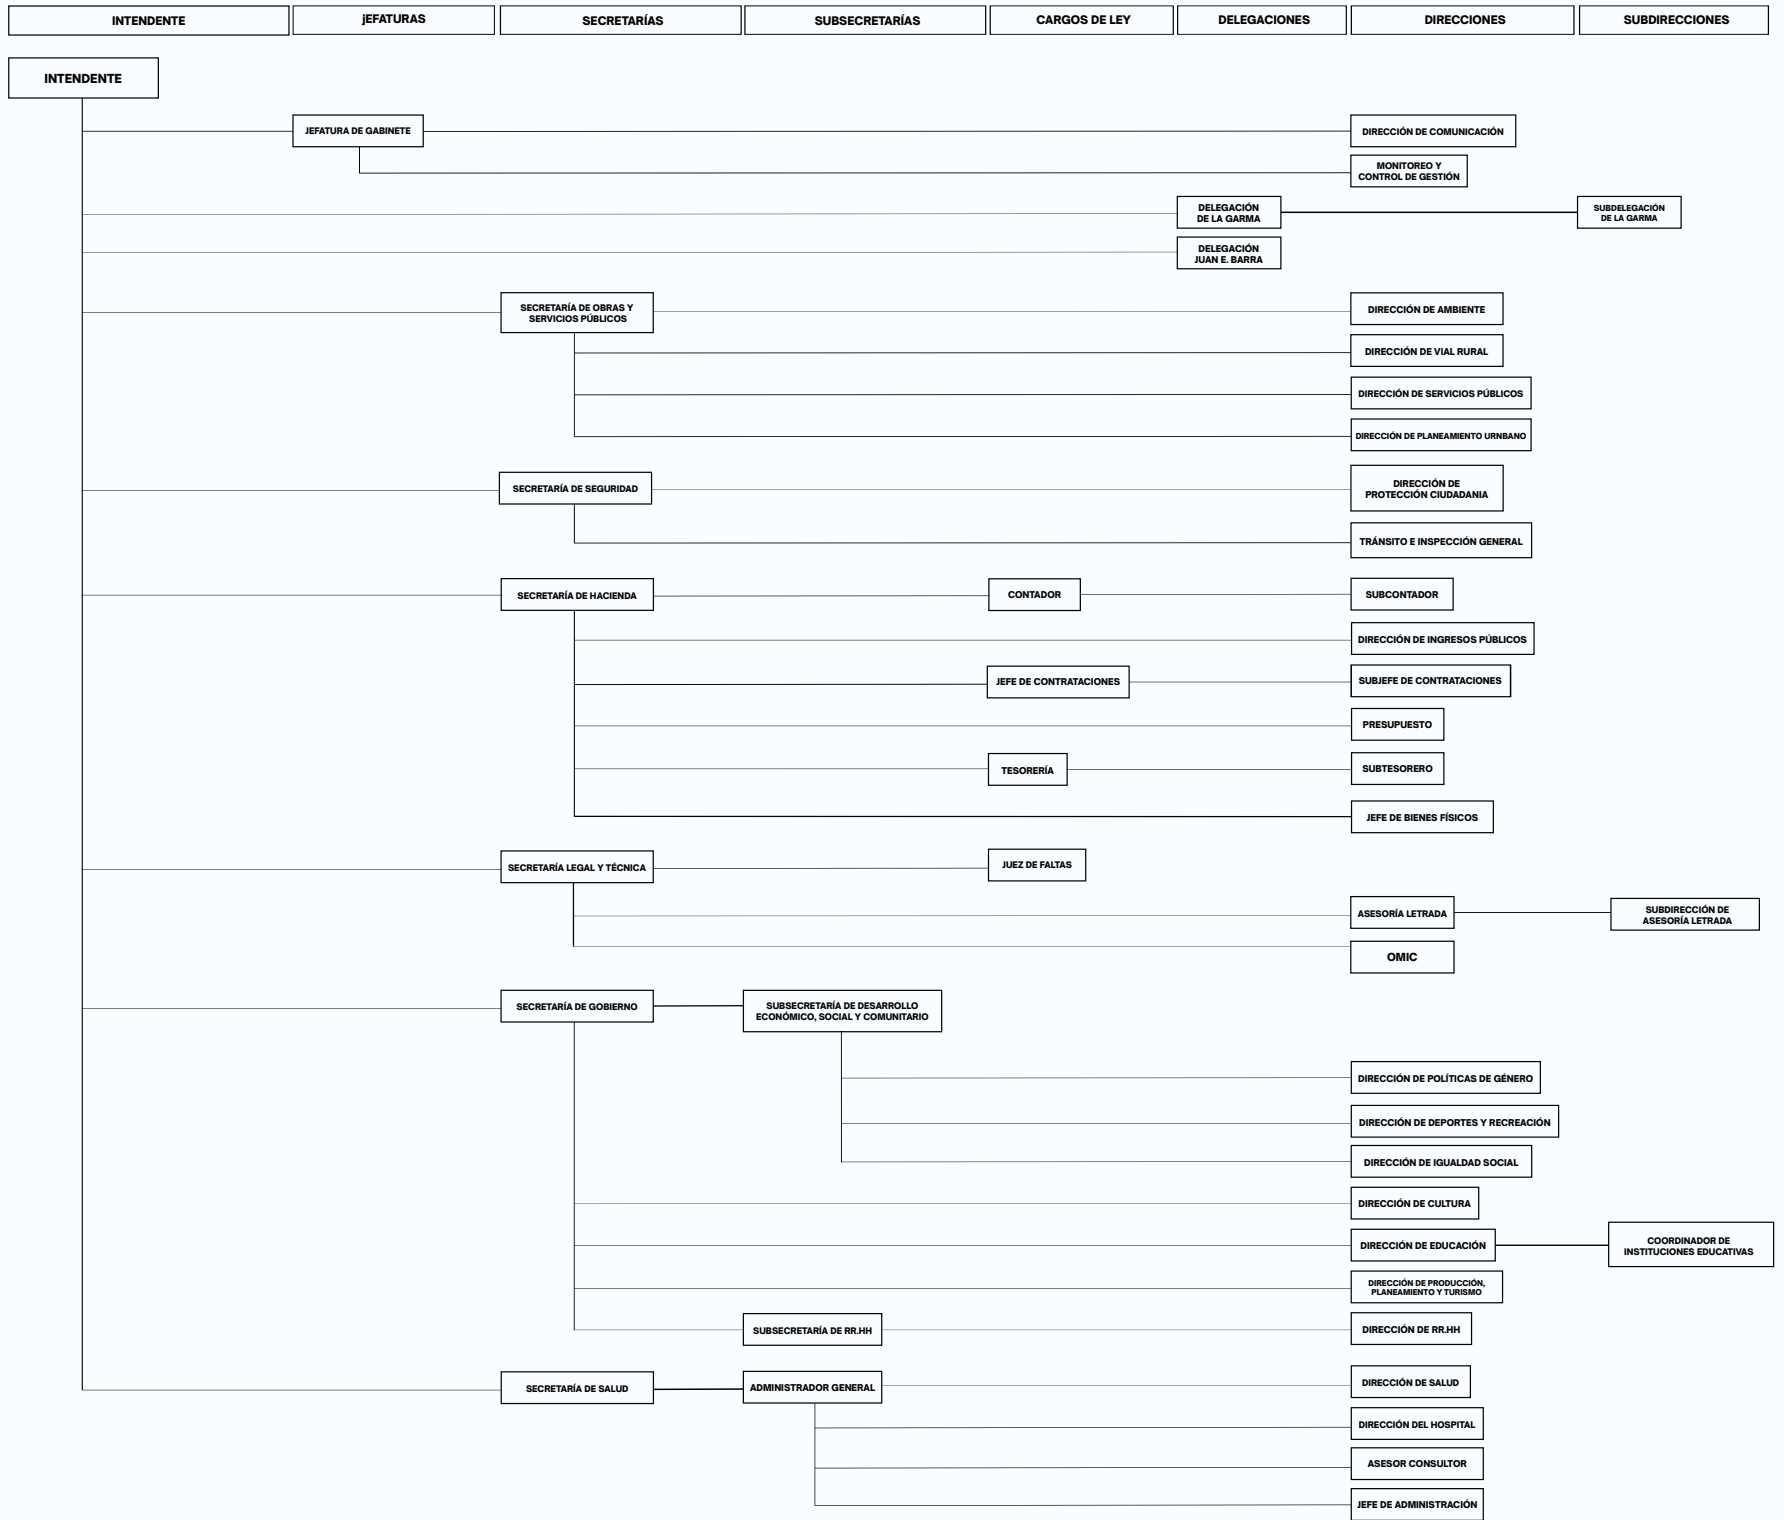 INTENDENTE
jEFATURAS
SECRETARÍAS
SUBSECRETARÍAS
CARGOS DE LEY
DELEGACIONES
DIRECCIONES
SUBDIRECCIONES
INTENDENTE
JEFATURA DE GABINETE
DIRECCIÓN DE COMUNICACIÓN
MONITOREO Y
CONTROL DE GESTIÓN
DELEGACIÓN
DE LA GARMA
SUBDELEGACIÓN
DE LA GARMA
DELEGACIÓN
JUAN E. BARRA
SECRETARÍA DE OBRAS Y
SERVICIOS PÚBLICOS
DIRECCIÓN DE AMBIENTE
DIRECCIÓN DE VIAL RURAL
DIRECCIÓN DE SERVICIOS PÚBLICOS
DIRECCIÓN DE PLANEAMIENTO URNBANO
SECRETARÍA DE SEGURIDAD
DIRECCIÓN DE
PROTECCIÓN CIUDADANIA
TRÁNSITO E INSPECCIÓN GENERAL
SECRETARÍA DE HACIENDA
CONTADOR
SUBCONTADOR
DIRECCIÓN DE INGRESOS PÚBLICOS
JEFE DE CONTRATACIONES
SUBJEFE DE CONTRATACIONES
PRESUPUESTO
TESORERÍA
SUBTESORERO
JEFE DE BIENES FÍSICOS
SECRETARÍA LEGAL Y TÉCNICA
JUEZ DE FALTAS
ASESORÍA LETRADA
SUBDIRECCIÓN DE
ASESORÍA LETRADA
OMIC
SECRETARÍA DE GOBIERNO
SUBSECRETARÍA DE DESARROLLO
ECONÓMICO, SOCIAL Y COMUNITARIO
DIRECCIÓN DE POLÍTICAS DE GÉNERO
DIRECCIÓN DE DEPORTES Y RECREACIÓN
DIRECCIÓN DE IGUALDAD SOCIAL
DIRECCIÓN DE CULTURA
DIRECCIÓN DE EDUCACIÓN
COORDINADOR DE
INSTITUCIONES EDUCATIVAS
DIRECCIÓN DE PRODUCCIÓN,
PLANEAMIENTO Y TURISMO
SUBSECRETARÍA DE RR.HH
DIRECCIÓN DE RR.HH
SECRETARÍA DE SALUD
ADMINISTRADOR GENERAL
DIRECCIÓN DE SALUD
DIRECCIÓN DEL HOSPITAL
ASESOR CONSULTOR
JEFE DE ADMINISTRACIÓN